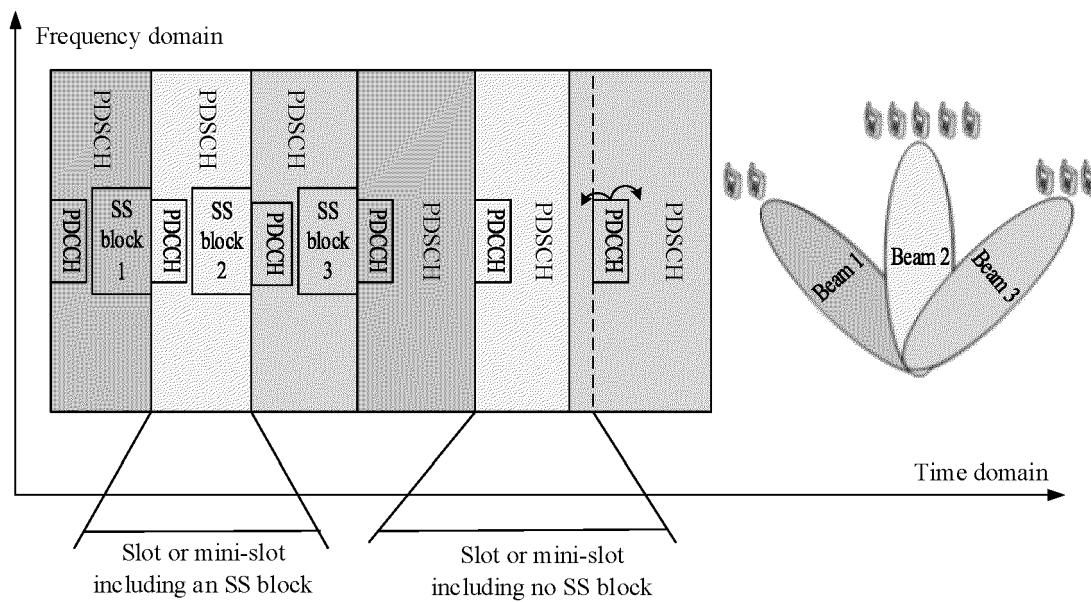 Frequency domain
PDSCH
PDSCH
PDSCH
PDCCH
SS
block
1
PDCCH
SS
block
2
PDCCH
SS
block
3
PDCCH
PDSCH
PDCCH
PDSCH
PDCCH
PDSCH
Beam 1
Beam 2
Beam 3
Time domain
Slot or mini-slot
including an SS block
Slot or mini-slot
including no SS block